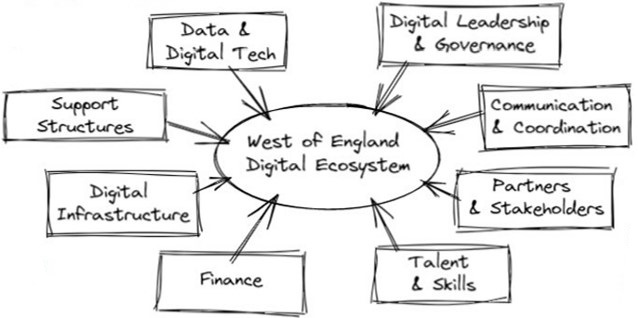 Data &
Digital Tech
Digital Leadership
& Governance
Support
Structures
Communication
& Coordination
West of England
Digital Ecosystem
Digital
Infrastructure
Partners
& Stakeholders
Finance
Talent
& Skills